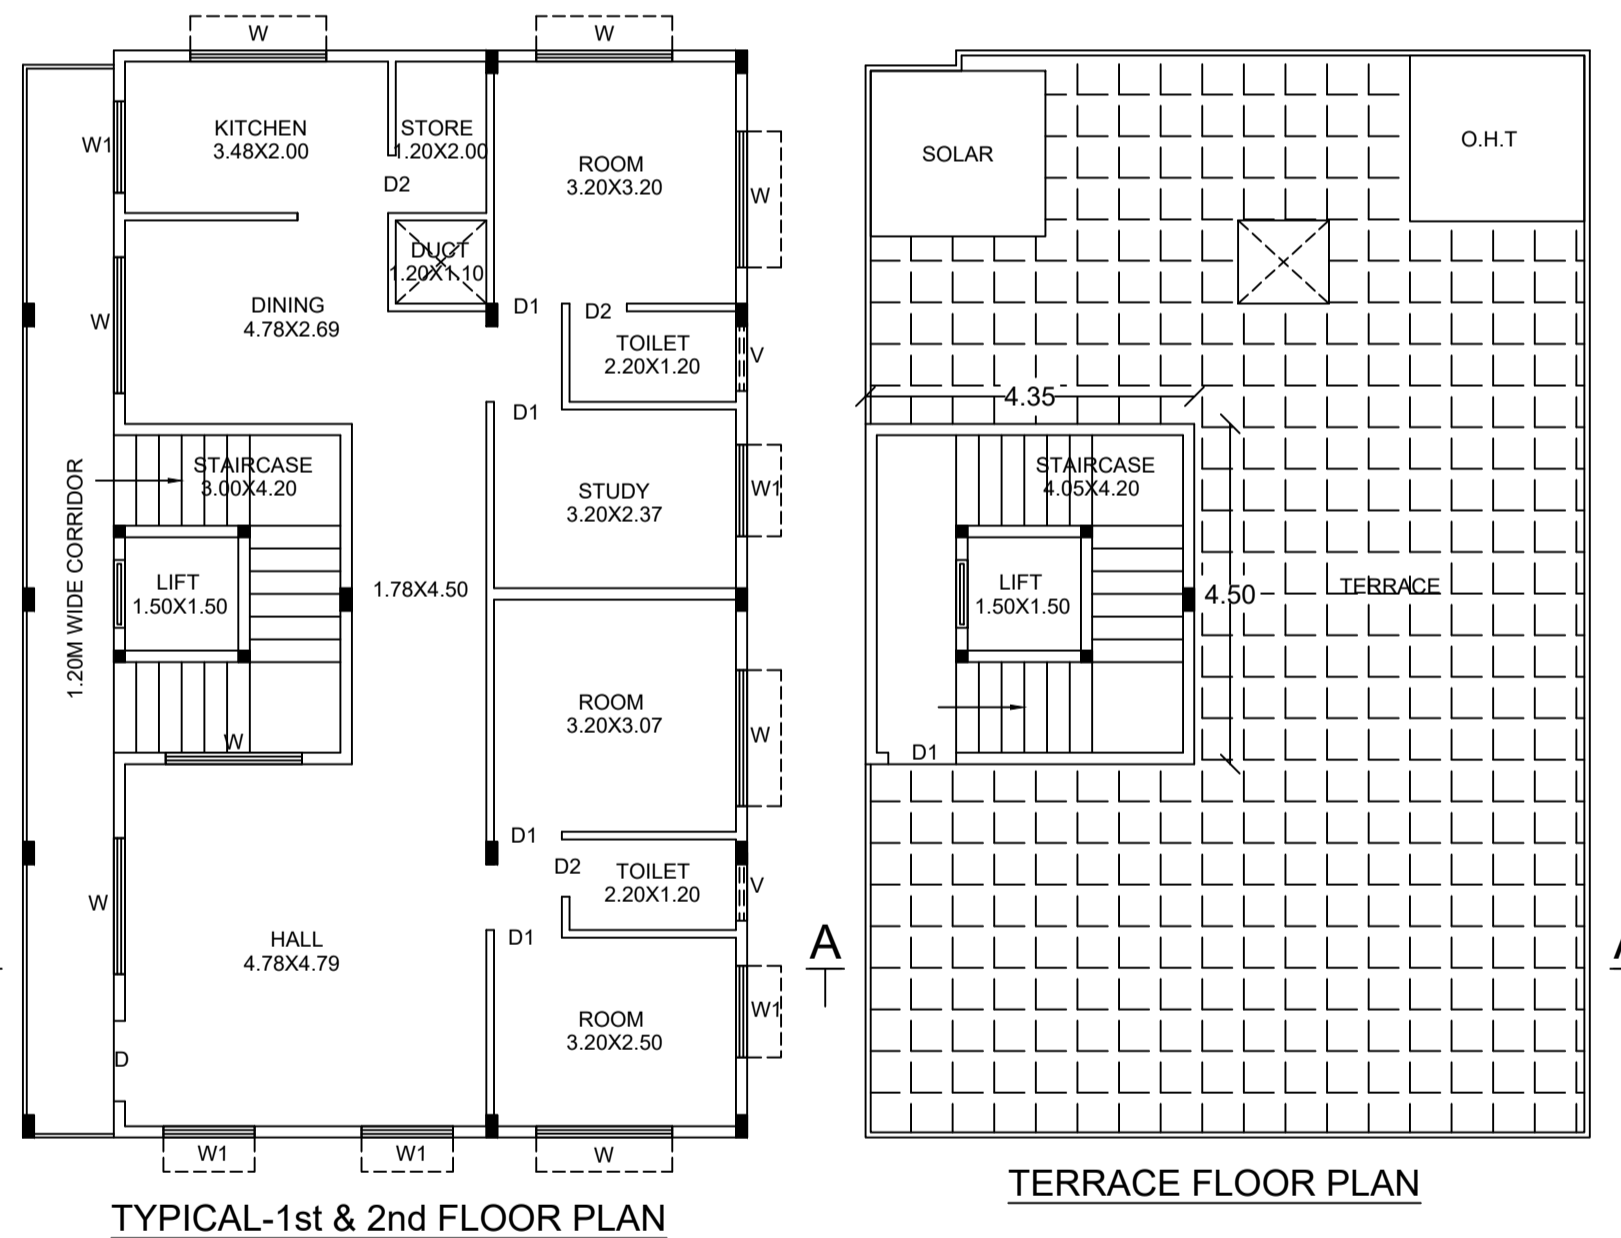 W
W
KITCHEN
3.48X2.00
STORE
1.20X2.00
W1
D2
ROOM
3.20X3.20
W
DUCT
1.20X1.10
DINING
4.78X2.69
W
D1
D2
TOILET
2.20X1.20
V
D1
STAIRCASE
3.00X4.20
STUDY
3.20X2.37
W1
1.20M WIDE CORRIDOR
LIFT
1.50X1.50
1.78X4.50
W
ROOM
3.20X3.07
W
D1
D2
TOILET
2.20X1.20
V
W
D1
HALL
4.78X4.79
ROOM
3.20X2.50
W1
D
W1
W1
W
TYPICAL-1st & 2nd FLOOR PLAN
SOLAR
O.H.T
4.35
STAIRCASE
4.05X4.20
LIFT
1.50X1.50
4.50
TERRACE
D1
A
TERRACE FLOOR PLAN